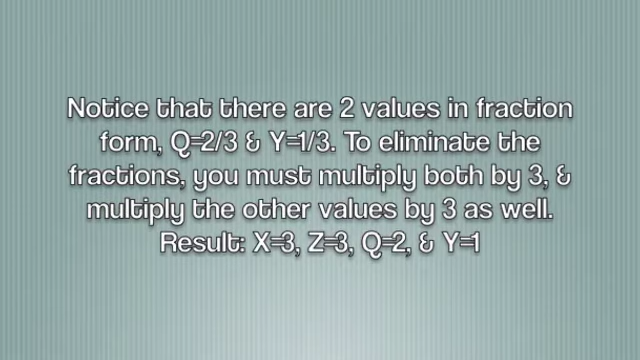 Notice that there are 2 values in fraction
form, Q=2/3 & Y=1/3. To eliminate the
fractions, you must multiply both by 3, &
multiply the other values by 3 as well.
Result: X=3, Z=3, Q=2, & Y=1